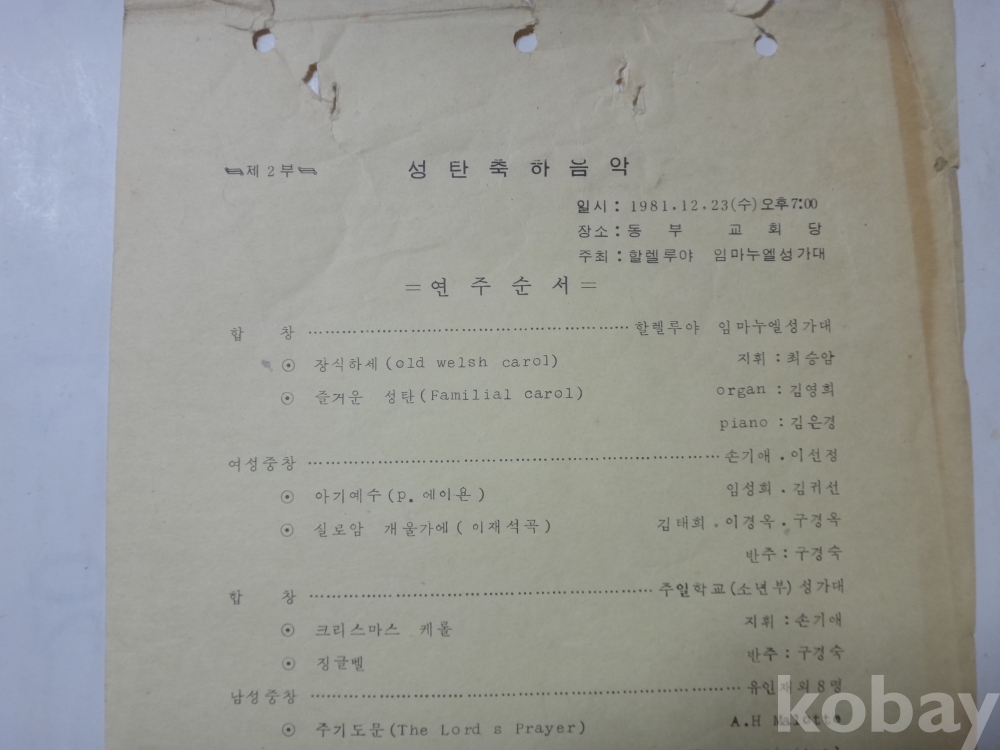 제2부 성탄축하음악
일시: 1981.12.23(수)오후7:00
장소:동 부 교 회 당
주최:할렐루야 임마누엘성가대
=연 주 순 서=
합 창 ………………………………………… 할렐루야 임마누엘성가대
⊙ 장식하세(old welsh carol) 지휘:최승암
⊙ 즐거운 성탄(Familial carol) organ:김영희
piano:김은경
여성중창 ………………………………………… 손기애.이선정
⊙ 아기예수(p. 에이욘) 임성희.김귀선
⊙ 실로암 개울가에(이재석곡) 김태희.이경옥.구경옥
반주:구경숙
합 창 ………………………………………… 주일학교(소년부)성가대
⊙ 크리스마스 케롤 지휘:손기애
⊙ 징글벨 반주:구경숙
남성중창 ………………………………………… 유인재외8명
⊙ 주기도문(The Lord s Prayer) A.H Malotte
kobay